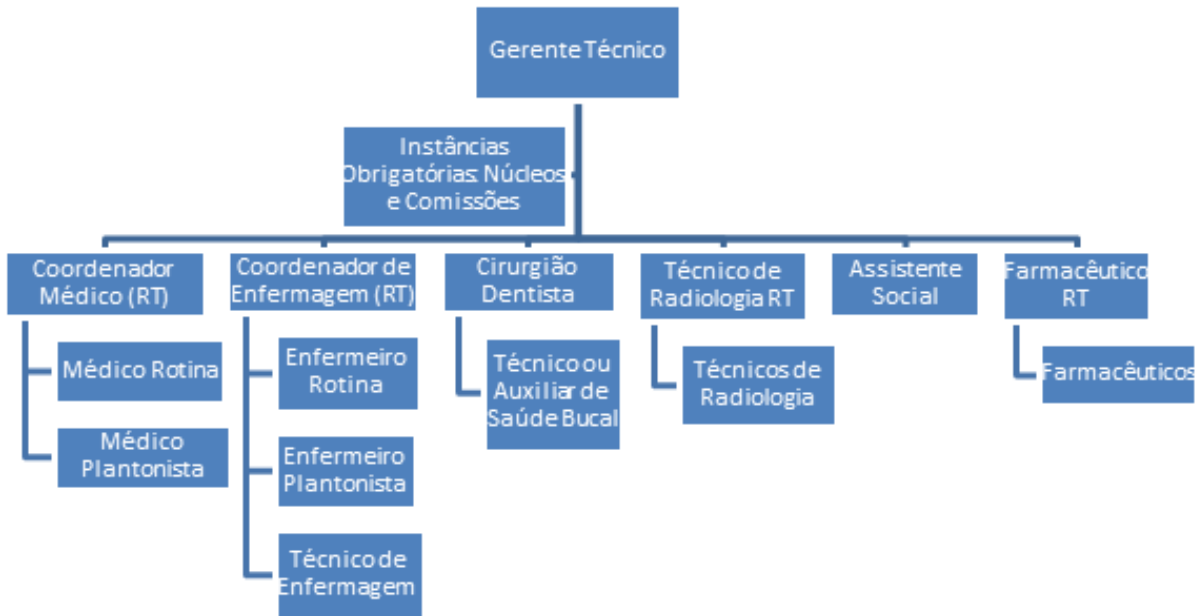 Gerente Técnico
Instâncias
Obrigatórias: Núcleos
e Comissões
Coordenador
Médico (RT)
Médico Rotina
Médico
Plantonista
Coordenador de
Enfermagem (RT)
Enfermeiro
Rotina
Enfermeiro
Plantonista
Técnico de
Enfermagem
Cirurgião
Dentista
Técnico ou
Auxiliar de
Saúde Bucal
Técnico de
Radiologia RT
Técnicos de
Radiologia
Assistente
Social
Farmacêutico
RT
Farmacêuticos